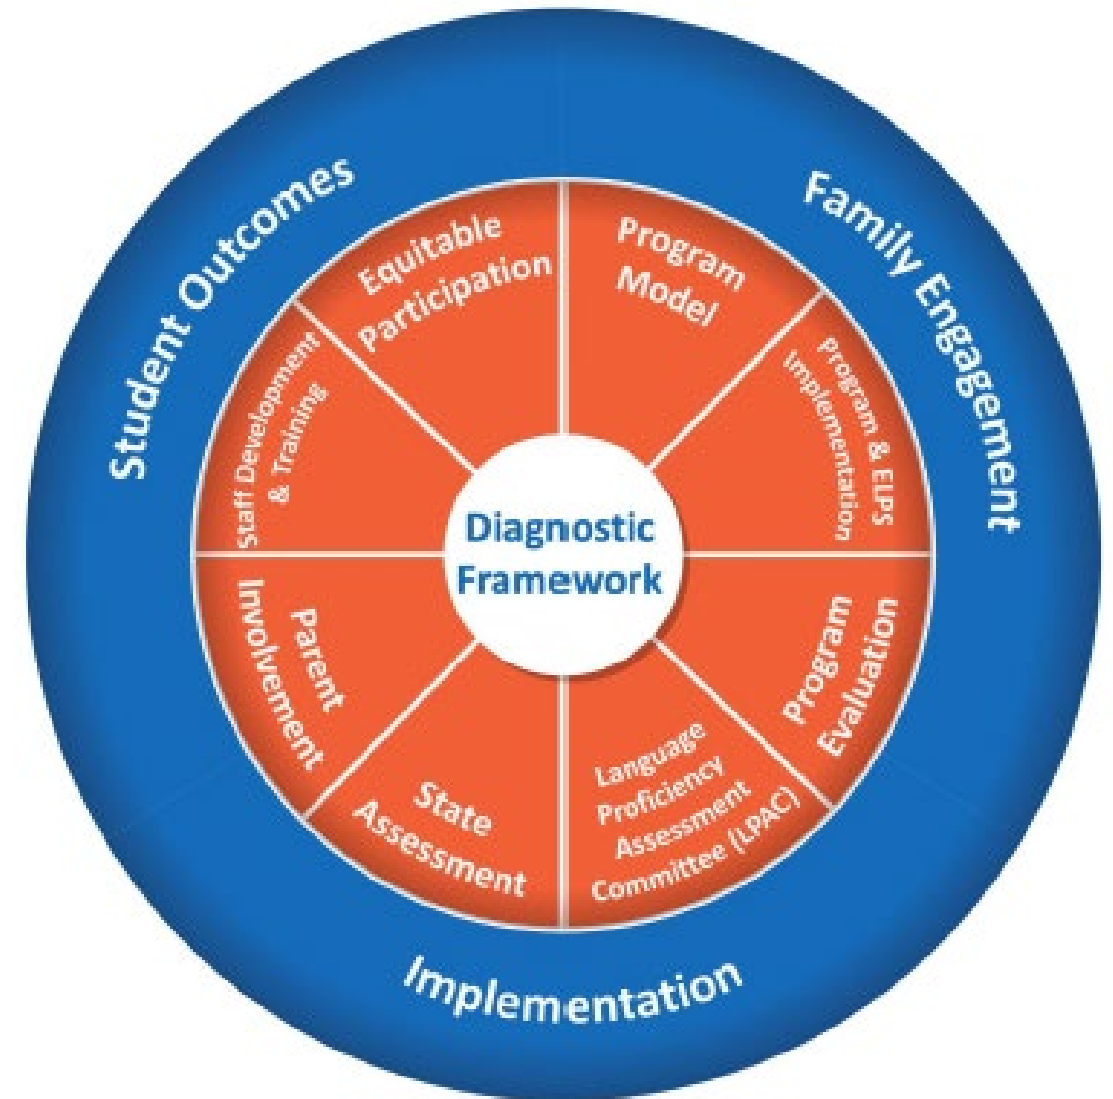 Student Outcomes
Family Engagement
Implementation
Equitable
Participation
Program
Model
Program & ELPS
Implementation
Program
Evaluation
Language
Proficiency
Assessment
Committee (LPAC)
State
Assessment
Parent
Involvement
Staff Development
& Training
Diagnostic
Framework